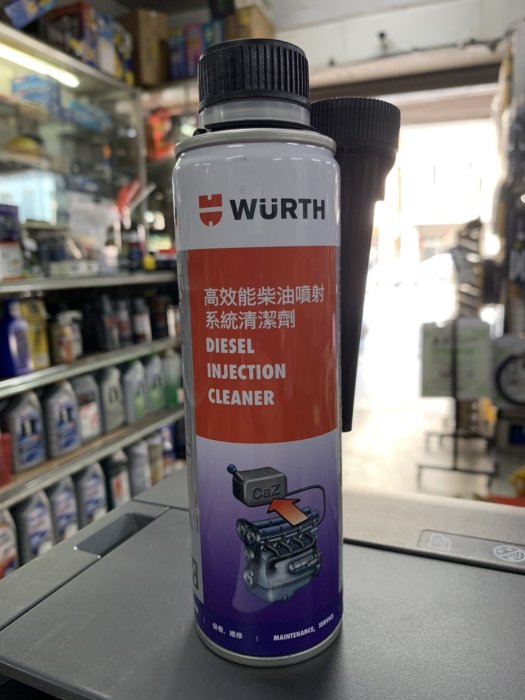 WÜRTH
高效能柴油噴射
系統清潔劑
DIESEL
INJECTION
CLEANER
CaZ
保養、維修 | MAINTENANCE, SERVICE